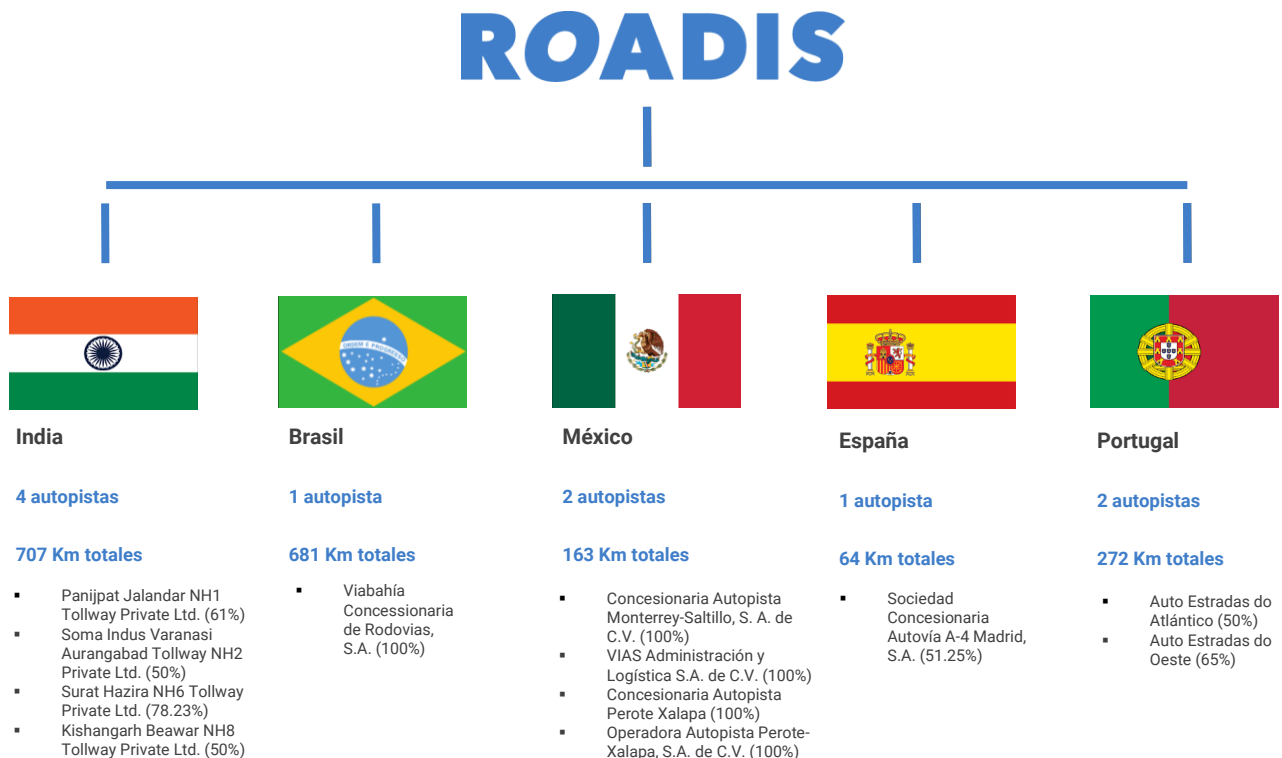 ROADIS
ORDEM E PROGRESSO
India
4 autopistas
707 Km totales
▪ Panijpat Jalandar NH1
Tollway Private Ltd. (61%)
▪ Soma Indus Varanasi
Aurangabad Tollway NH2
Private Ltd. (50%)
▪ Surat Hazira NH6 Tollway
Private Ltd. (78.23%)
▪ Kishangarh Beawar NH8
Tollway Private Ltd. (50%)
Brasil
1 autopista
681 Km totales
▪ Viabahía
Concessionaria
de Rodovias,
S.A. (100%)
México
2 autopistas
163 Km totales
▪ Concesionaria Autopista
Monterrey-Saltillo, S. A. de
C.V. (100%)
▪ VIAS Administración y
Logística S.A. de C.V. (100%)
▪ Concesionaria Autopista
Perote Xalapa (100%)
▪ Operadora Autopista Perote-
Xalapa, S.A. de C.V. (100%)
España
1 autopista
64 Km totales
▪ Sociedad
Concesionaria
Autovía A-4 Madrid,
S.A. (51.25%)
Portugal
2 autopistas
272 Km totales
▪ Auto Estradas do
Atlántico (50%)
▪ Auto Estradas do
Oeste (65%)